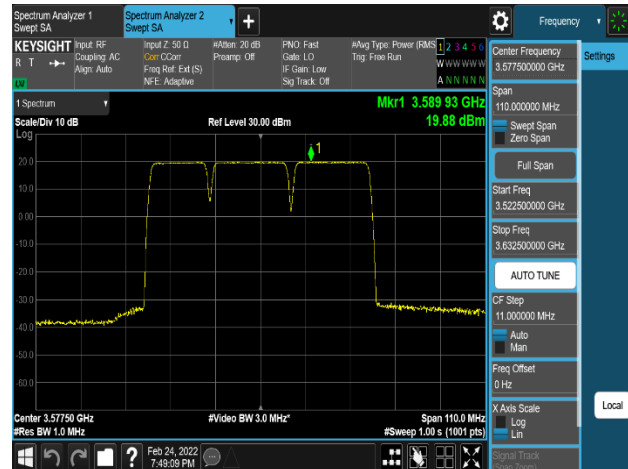 Spectrum Analyzer 1
Swept SA
Spectrum Analyzer 2
Swept SA
+
Frequency
KEYSIGHT
R T
LXI
Input: RF
Coupling: AC
Align: Auto
Input Z: 50 Ω
Corr CCorr
Freq Ref: Ext (S)
NFE: Adaptive
#Atten: 20 dB
Preamp: Off
PNO: Fast
Gate: LO
IF Gain: Low
Sig Track: Off
#Avg Type: Power (RMS
Trig: Free Run
1 2 3 4 5 6
W W W W W W
A N N N N N
1 Spectrum
Scale/Div 10 dB
Log
Ref Level 30.00 dBm
Mkr1 3.589 93 GHz
19.88 dBm
1
20.0
10.0
0.00
-10.0
-20.0
-30.0
-40.0
-50.0
-60.0
Center 3.57750 GHz
#Res BW 1.0 MHz
#Video BW 3.0 MHz*
Span 110.0 MHz
#Sweep 1.00 s (1001 pts)
?
Feb 24, 2022
7:49:09 PM
Center Frequency
3.577500000 GHz
Span
110.000000 MHz
Swept Span
Zero Span
Full Span
Start Freq
3.522500000 GHz
Stop Freq
3.632500000 GHz
AUTO TUNE
CF Step
11.000000 MHz
Auto
Man
Freq Offset
0 Hz
X Axis Scale
Log
Lin
Signal Track
(Span Zoom)
Settings
Local